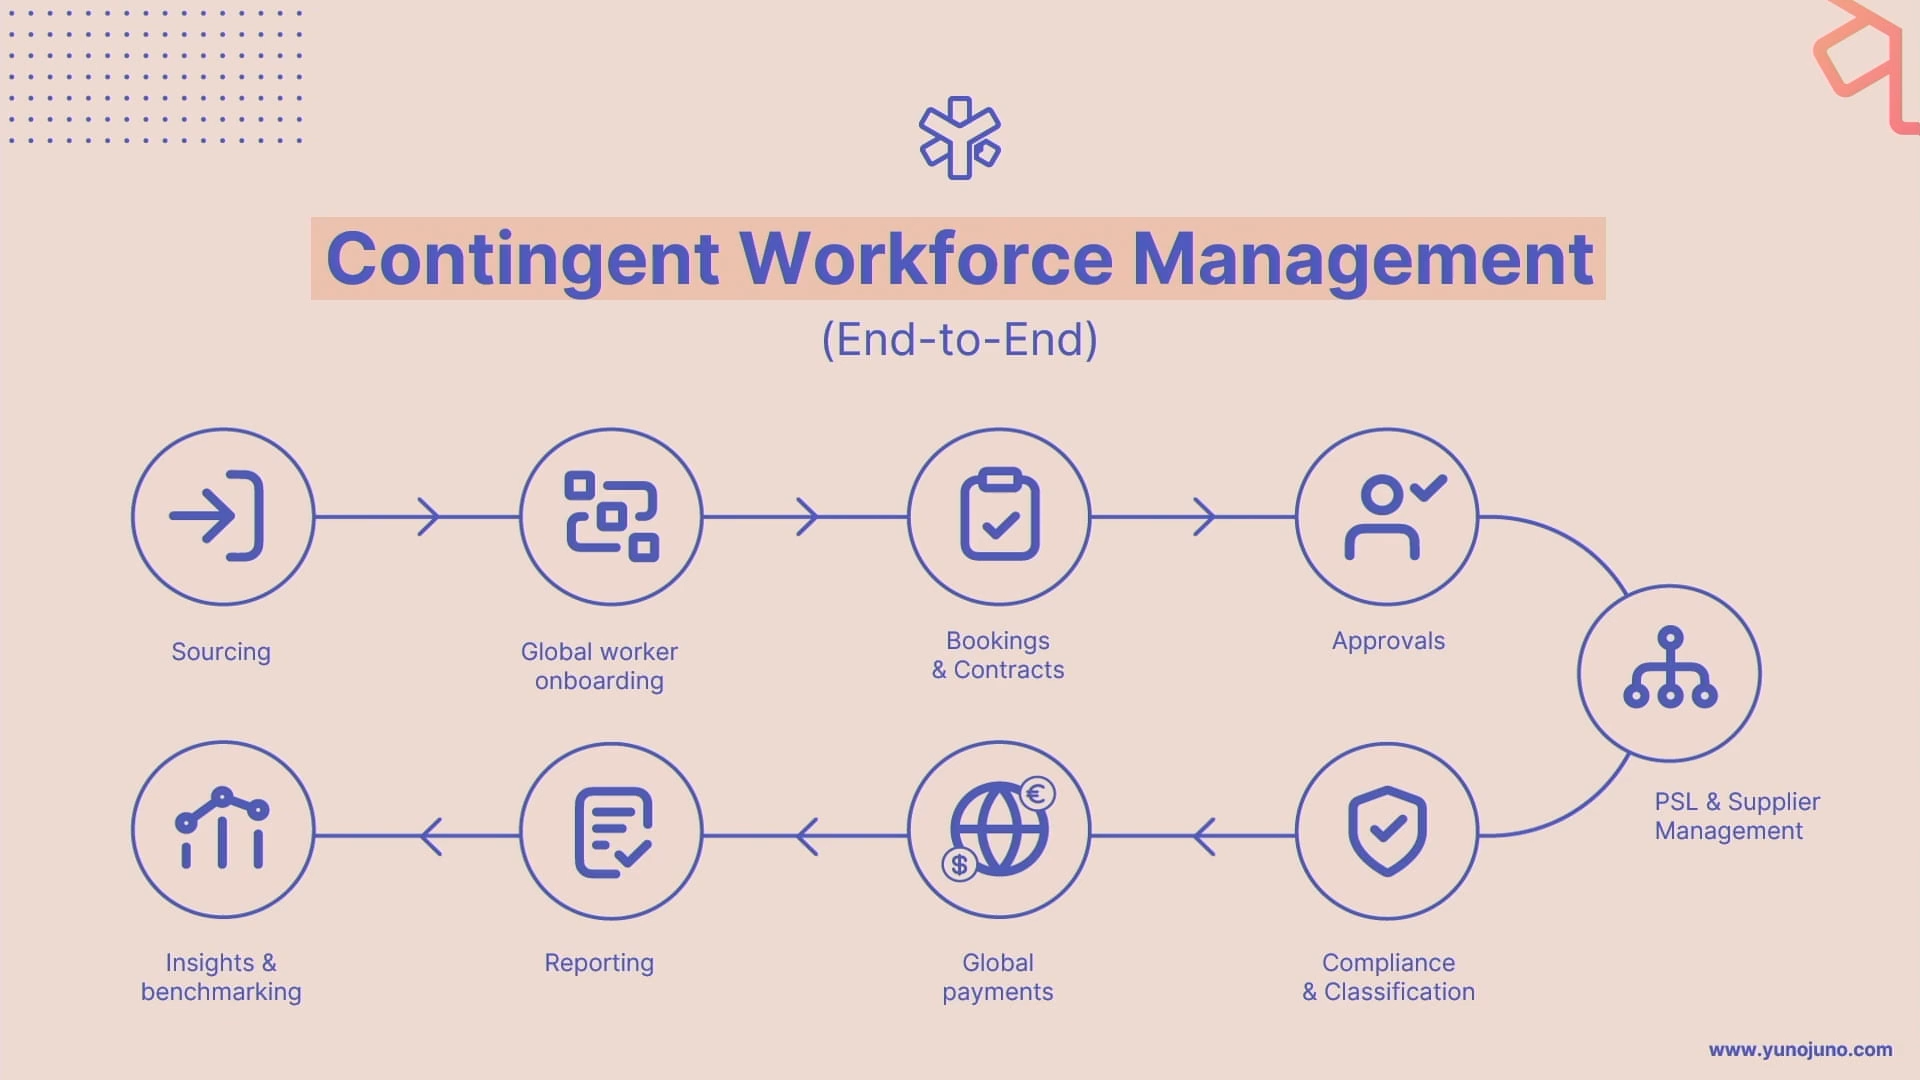 Contingent Workforce Management
(End-to-End)
Sourcing
Global worker
onboarding
Bookings
& Contracts
Approvals
PSL & Supplier
Management
Compliance
& Classification
€
$
Global
payments
Reporting
Insights &
benchmarking
www.yunojuno.com